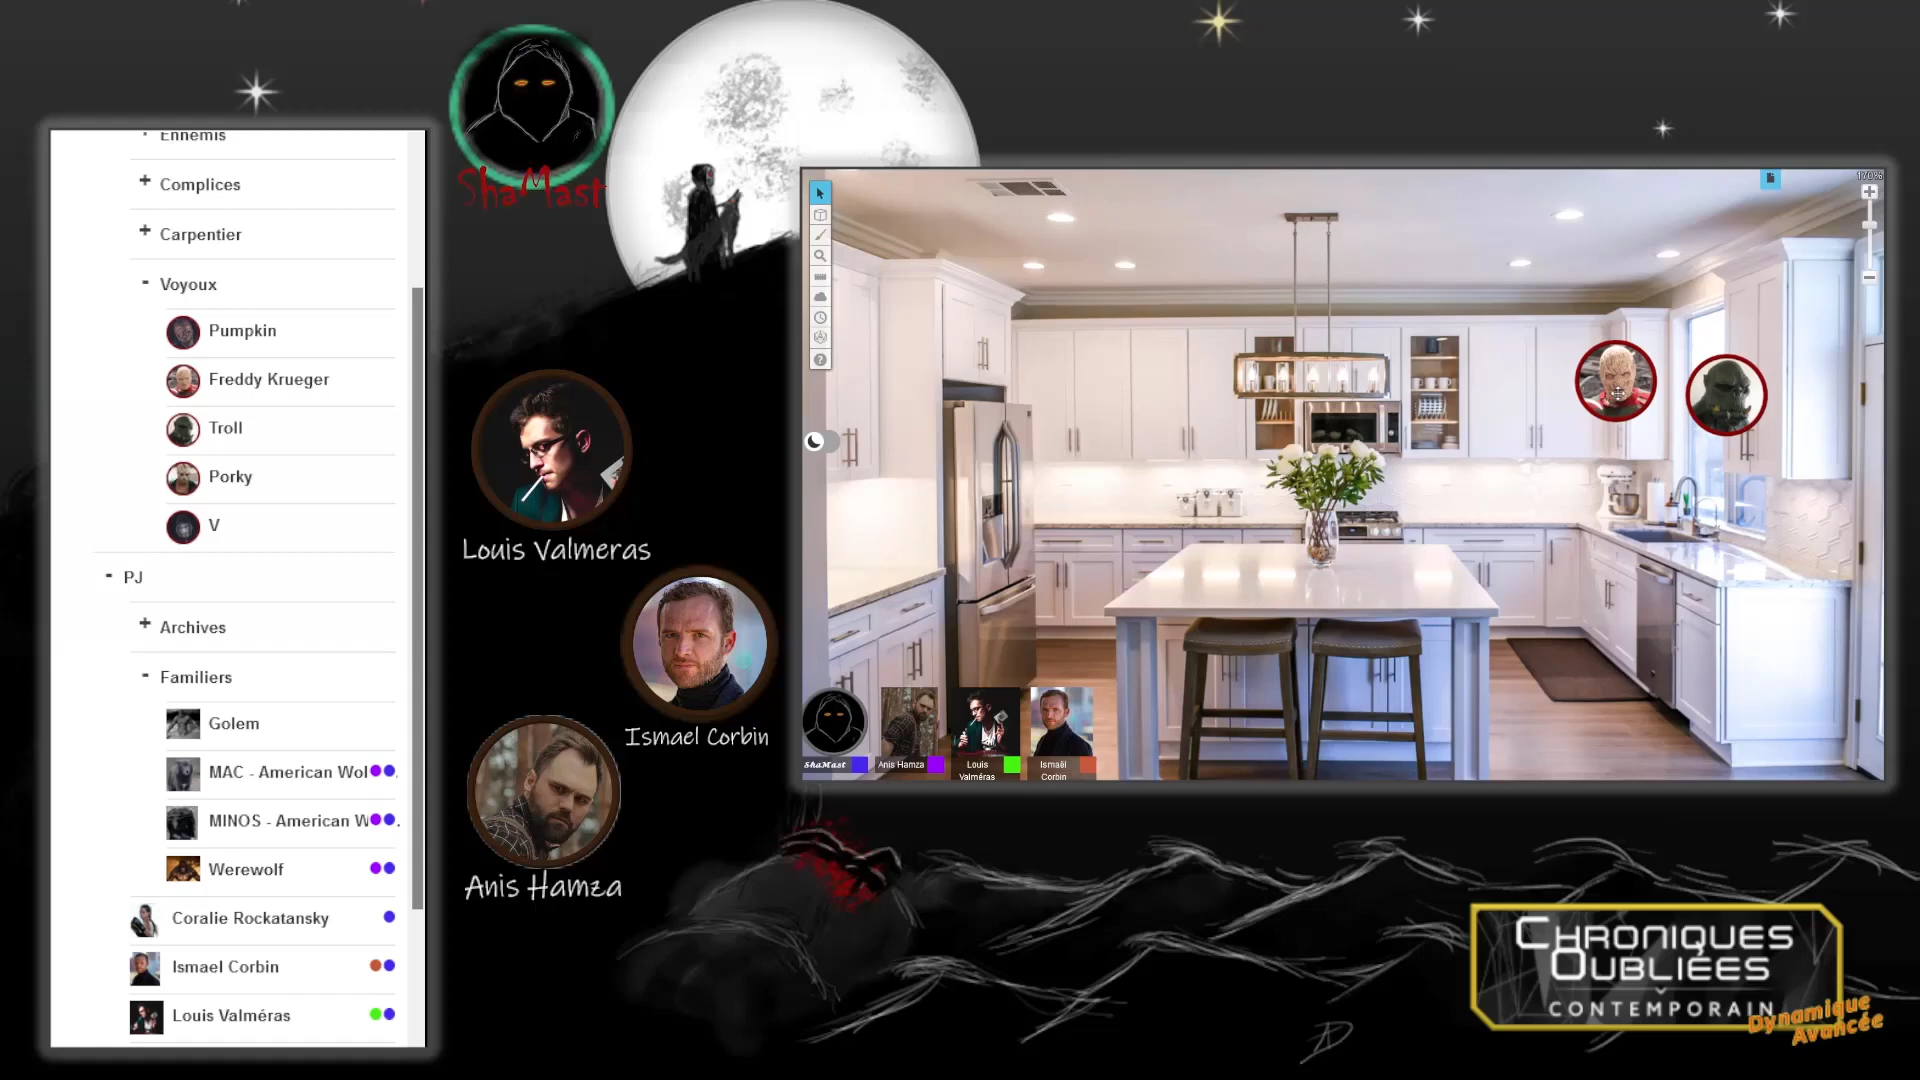 Ennemis
+ Complices
+ Carpentier
- Voyoux
Pumpkin
Freddy Krueger
Troll
Porky
V
- PJ
+ Archives
- Familiers
Golem
MAC - American Wol
MINOS - American W
Werewolf
Coralie Rockatansky
Ismael Corbin
Louis Valméras
ShaMast
Louis Valmeras
Ismael Corbin
Anis Hamza
170%
ShaMast
Anis Hamza
Louis
Valméras
Ismaël
Corbin
Chroniques
Oubliées
Contemporain
Dynamique
Avancée